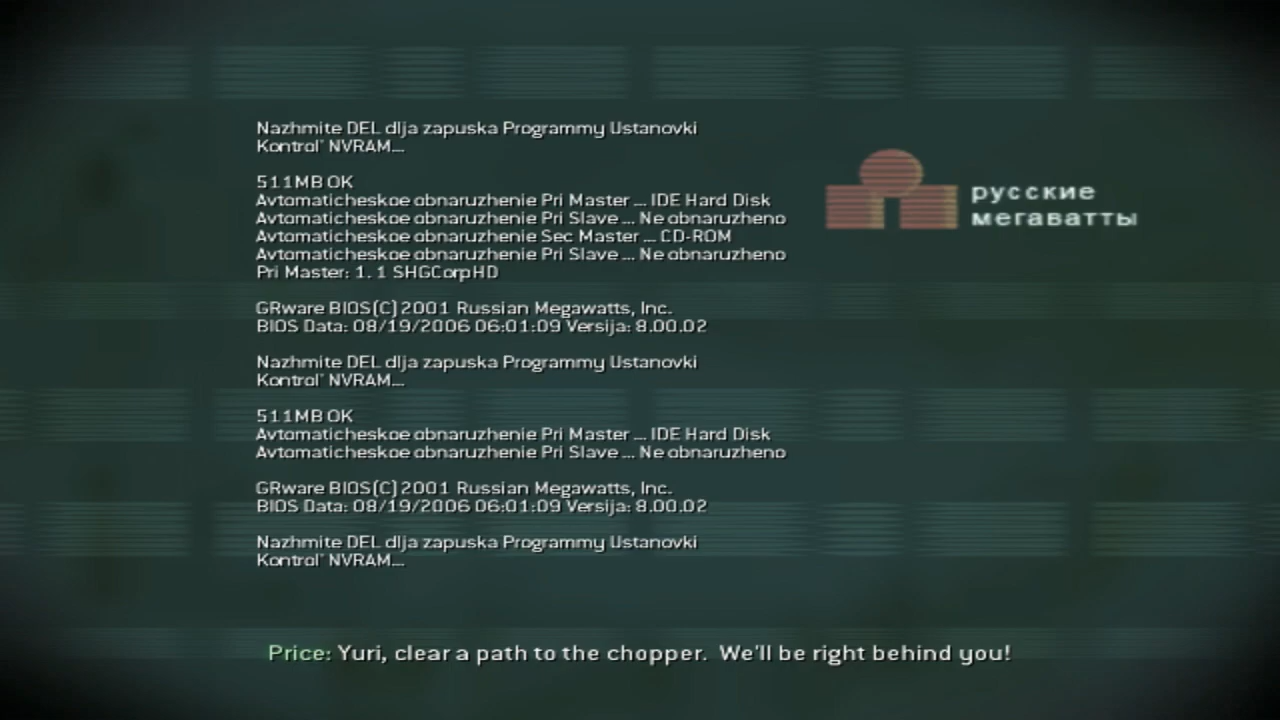 Nazhmite DEL dlja zapuska Programmy Ustanovki
Kontrol' NVRAM...
511MB OK
Avtomaticheskoe obnaruzhenie Pri Master ... IDE Hard Disk
Avtomaticheskoe obnaruzhenie Pri Slave ... Ne obnaruzheno
Avtomaticheskoe obnaruzhenie Sec Master ... CD-ROM
Avtomaticheskoe obnaruzhenie Pri Slave ... Ne obnaruzheno
Pri Master: 1. 1 SHGCorpHD
русские
мегаватты
GRware BIOS(C) 2001 Russian Megawatts, Inc.
BIOS Data: 08/19/2006 06:01:09 Versija: 8.00.02
Nazhmite DEL dlja zapuska Programmy Ustanovki
Kontrol' NVRAM...
511MB OK
Avtomaticheskoe obnaruzhenie Pri Master ... IDE Hard Disk
Avtomaticheskoe obnaruzhenie Pri Slave ... Ne obnaruzheno
GRware BIOS(C) 2001 Russian Megawatts, Inc.
BIOS Data: 08/19/2006 06:01:09 Versija: 8.00.02
Nazhmite DEL dlja zapuska Programmy Ustanovki
Kontrol' NVRAM...
Price: Yuri, clear a path to the chopper. We'll be right behind you!